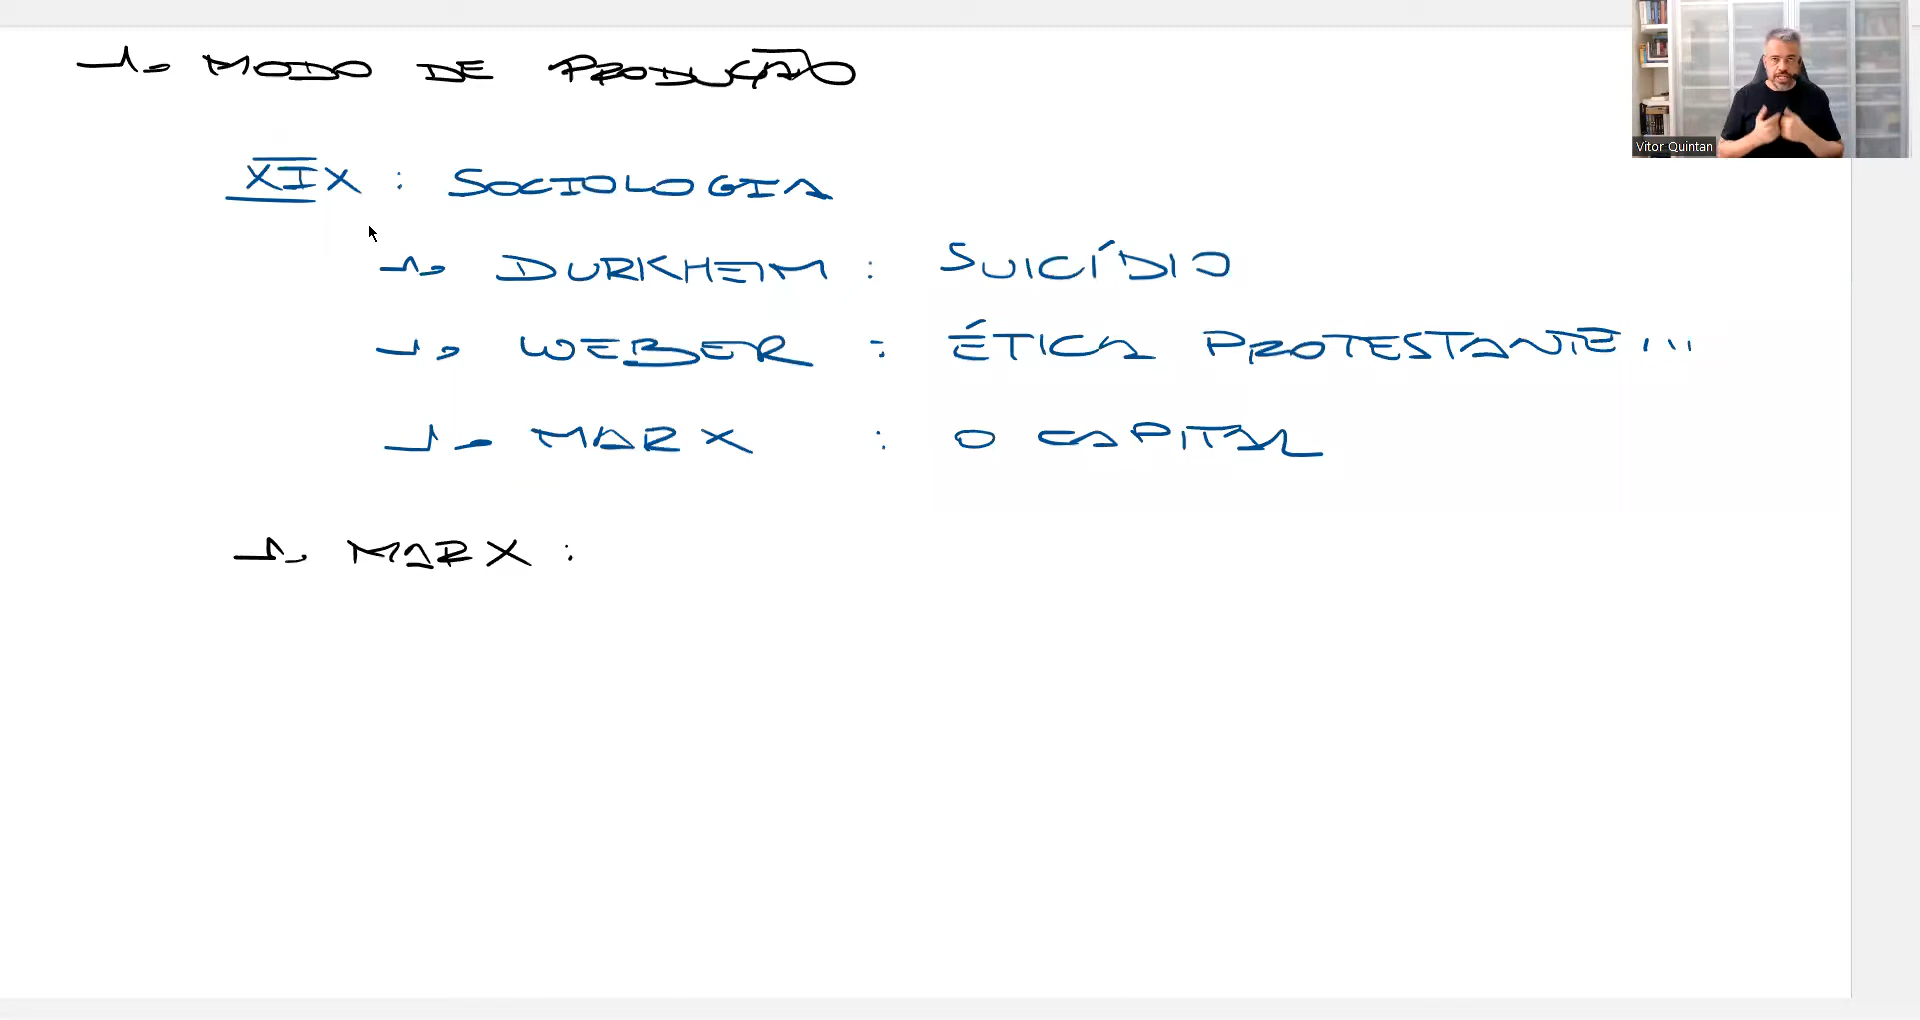 MODO DE PRODUÇÃO
Vitor Quintan
XIX : SOCIOLOGIA
DURKHEIM : SUICÍDIO
WEBER : ÉTICA PROTESTANTE...
MARX : O CAPITAL
MARX :